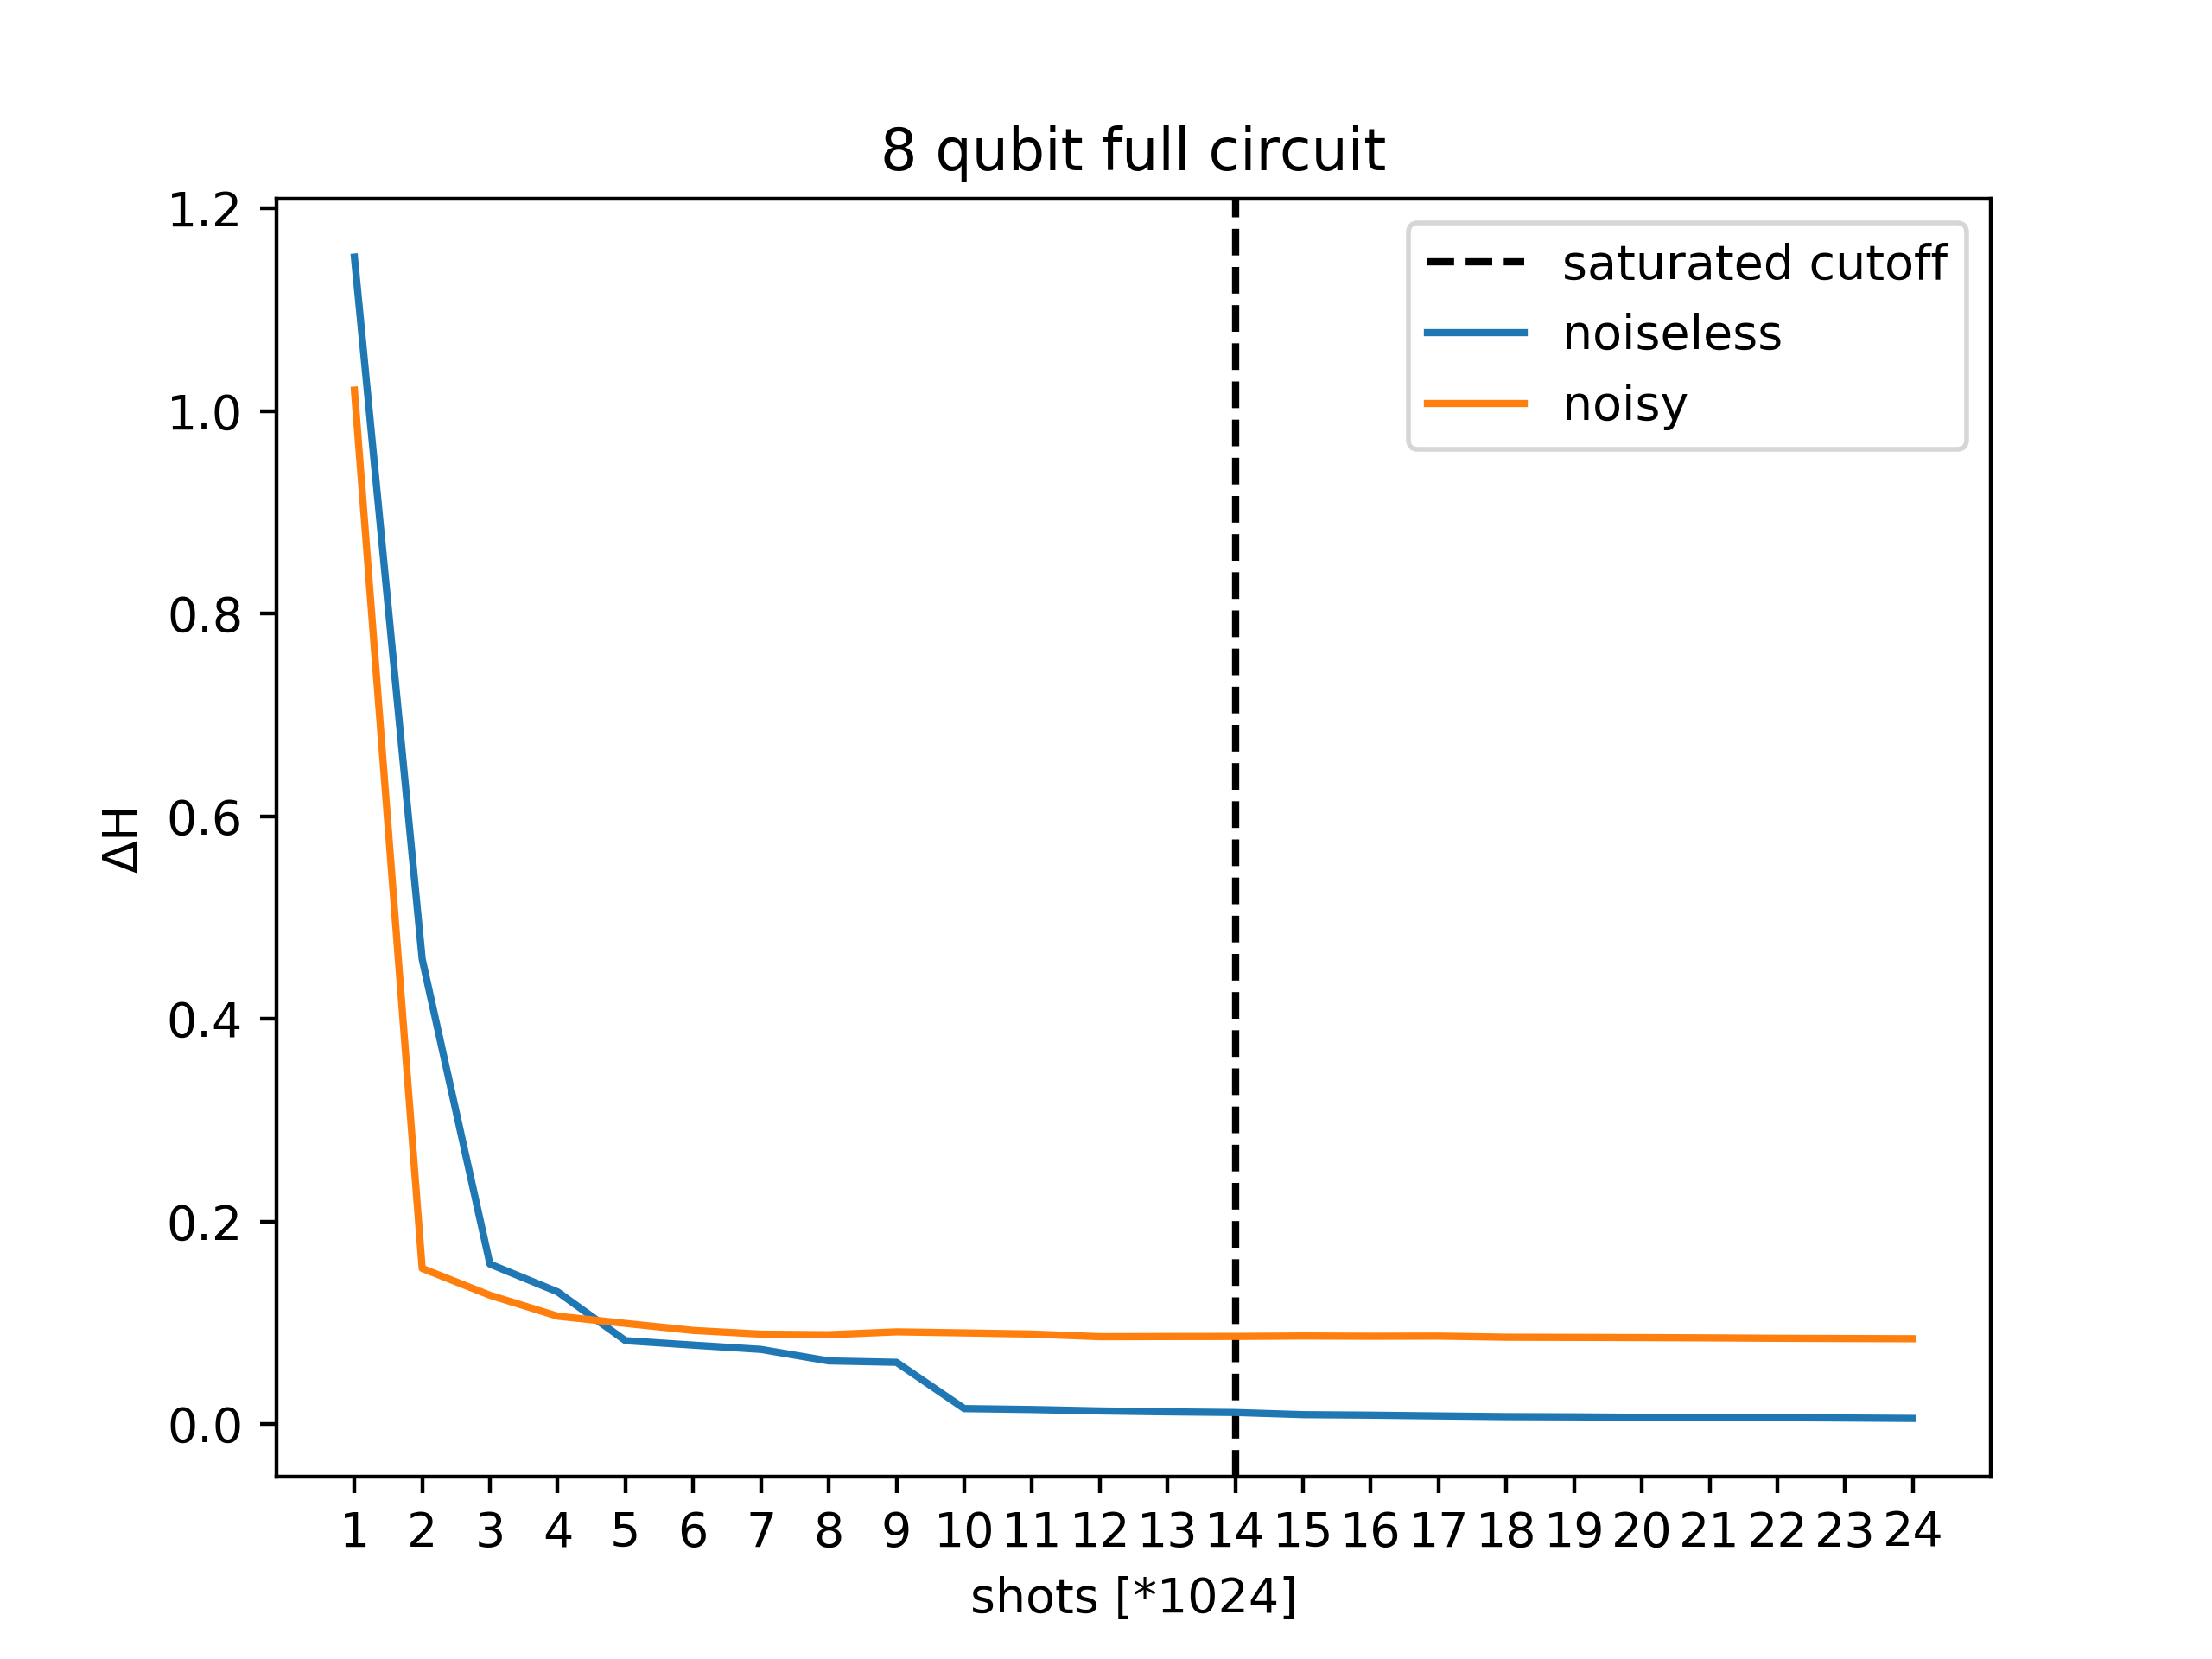 8 qubit full circuit
1.2
1.0
0.8
0.6
0.4
0.2
0.0
ΔH
saturated cutoff
noiseless
noisy
1 2 3 4 5 6 7 8 9 10 11 12 13 14 15 16 17 18 19 20 21 22 23 24
shots [*1024]